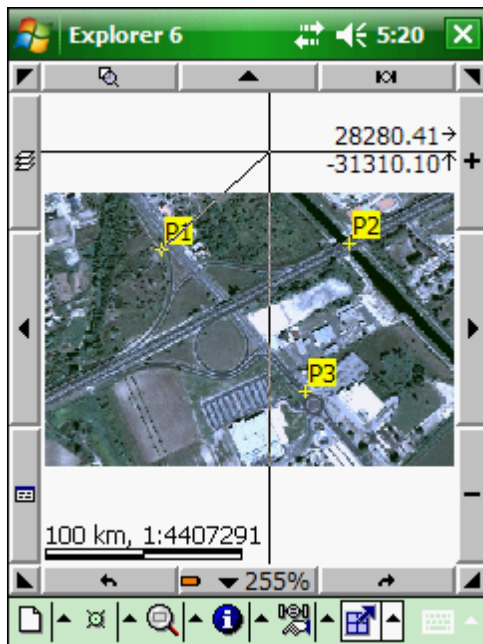 Explorer 6 5:20
28280.41→
-31310.10↑
P1
P2
P3
100 km, 1:4407291
255%